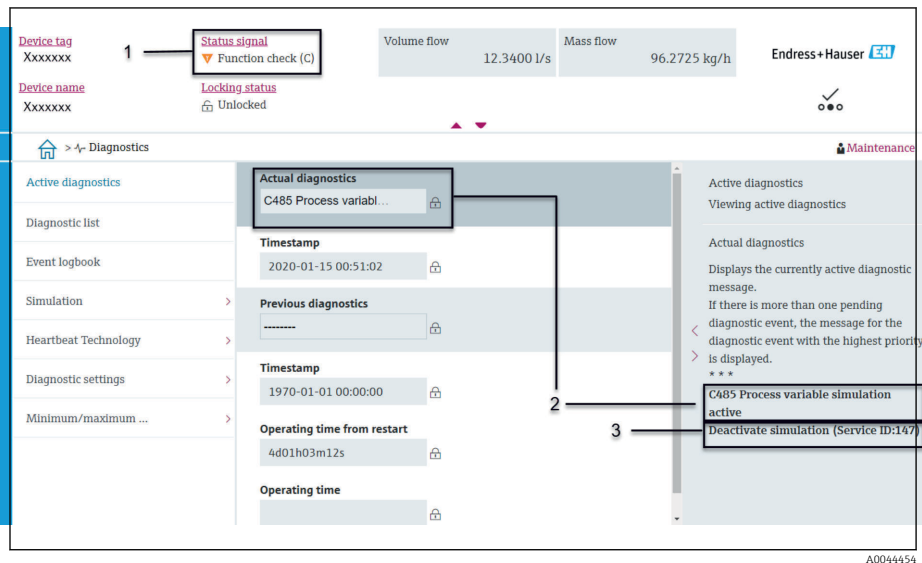 Device tag
Xxxxxxx
1
Status signal
Function check (C)
Volume flow
12.3400 l/s
Mass flow
96.2725 kg/h
Endress+Hauser EH
Device name
Xxxxxxx
Locking status
Unlocked
> Diagnostics
Maintenance
Active diagnostics
Diagnostic list
Event logbook
Simulation >
Heartbeat Technology >
Diagnostic settings >
Minimum/maximum ... >
Actual diagnostics
C485 Process variabl...
Timestamp
2020-01-15 00:51:02
Previous diagnostics
--------
Timestamp
1970-01-01 00:00:00
Operating time from restart
4d01h03m12s
Operating time
2
3
<
>
Active diagnostics
Viewing active diagnostics
Actual diagnostics
Displays the currently active diagnostic
message.
If there is more than one pending
diagnostic event, the message for the
diagnostic event with the highest priority
is displayed.
* * *
C485 Process variable simulation
active
Deactivate simulation (Service ID:147)
A0044454